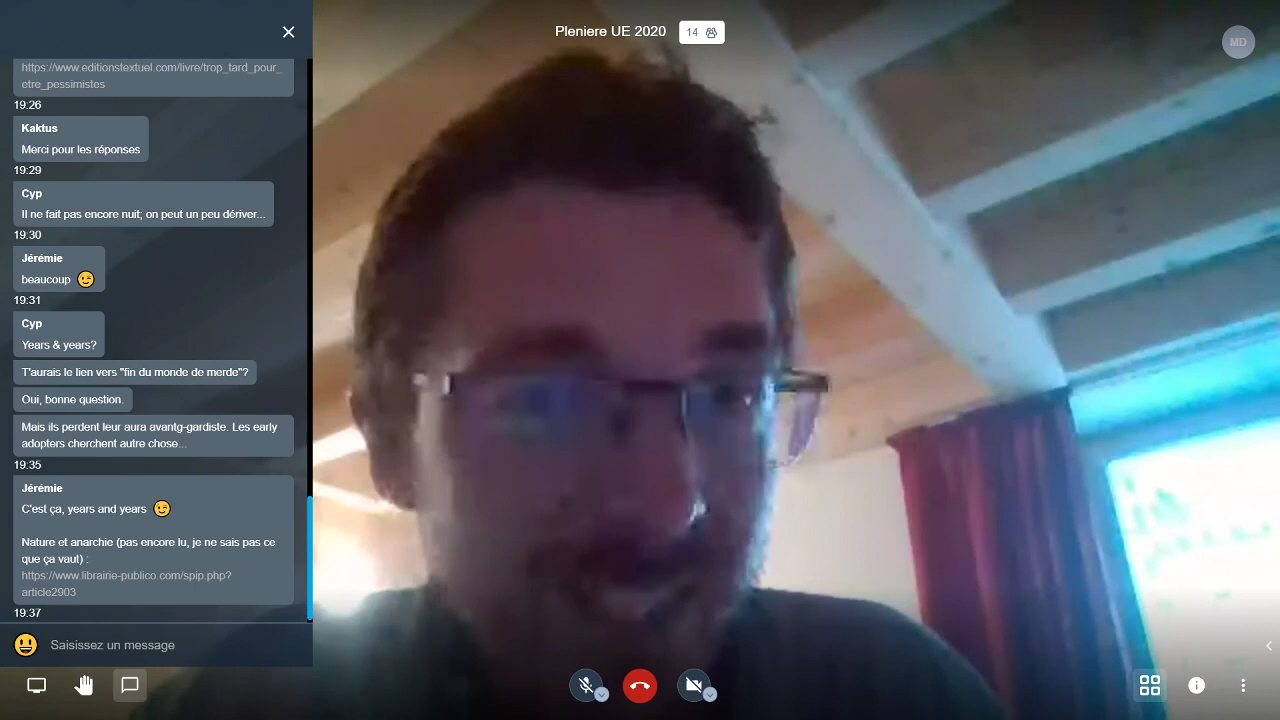 Pleniere UE 2020
14
MD
https://www.editionstextuel.com/livre/trop_tard_pour_
etre_pessimistes
19:26
Kaktus
Merci pour les réponses
19:29
Cyp
Il ne fait pas encore nuit; on peut un peu dériver...
19:30
Jérémie
beaucoup 😉
19:31
Cyp
Years & years?
T'aurais le lien vers "fin du monde de merde"?
Oui, bonne question.
Mais ils perdent leur aura avantg-gardiste. Les early
adopters cherchent autre chose...
19:35
Jérémie
C'est ça, years and years 😉
Nature et anarchie (pas encore lu, je ne sais pas ce
que ça vaut) :
https://www.librairie-publico.com/spip.php?
article2903
19:37
Saisissez un message